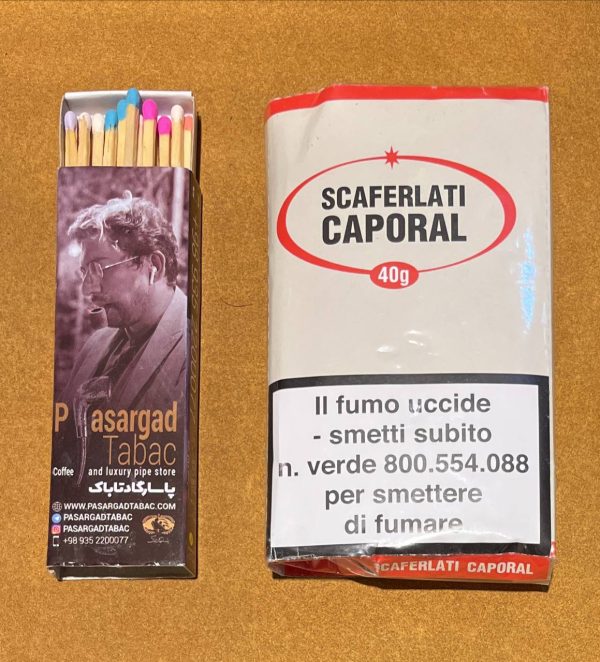 Pasargad
Tabac
Coffee and luxury pipe store
پاسارگاد تاباک
WWW.PASARGADTABAC.COM
PASARGADTABAC
PASARGADTABAC
+98 935 2200077
SCAFERLATI
CAPORAL
40g
Il fumo uccide
- smetti subito
n. verde 800.554.088
per smettere
di fumare
SCAFERLATI CAPORAL